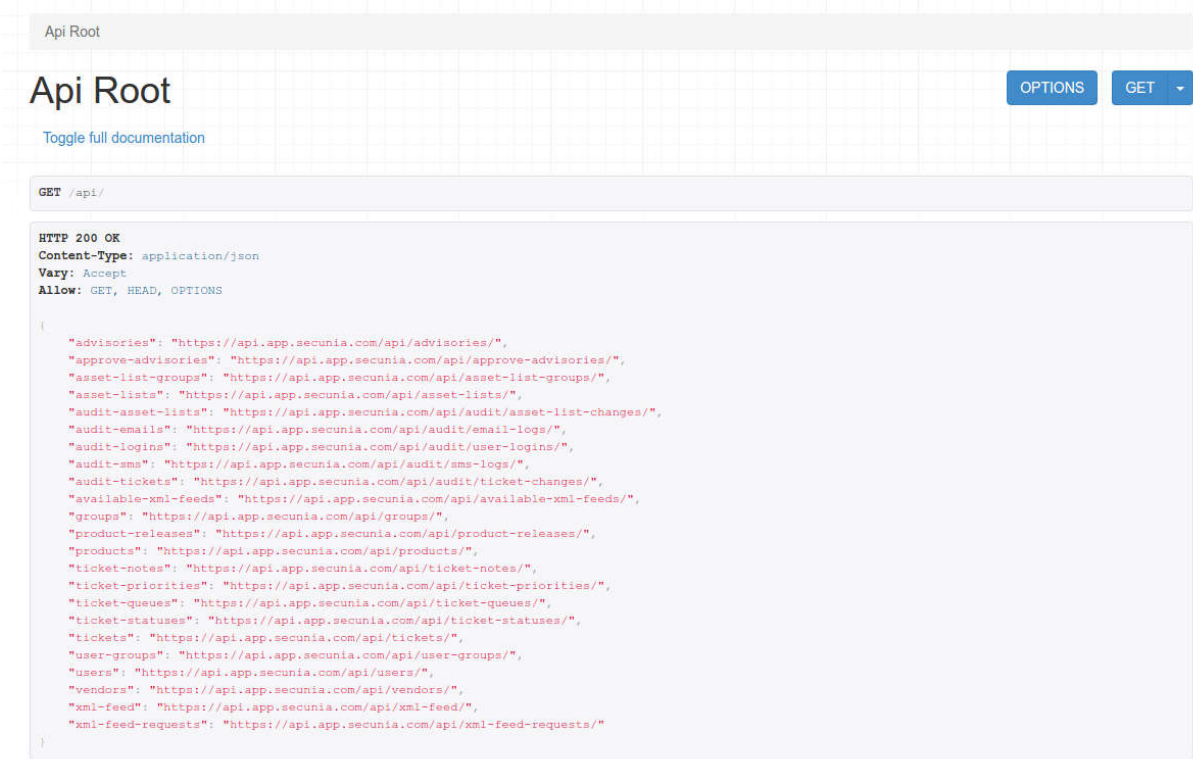 Api Root
Api Root
OPTIONS
GET
Toggle full documentation
GET /api/
HTTP 200 OK
Content-Type: application/json
Vary: Accept
Allow: GET, HEAD, OPTIONS
{
    "advisories": "https://api.app.secunia.com/api/advisories/",
    "approve-advisories": "https://api.app.secunia.com/api/approve-advisories/",
    "asset-list-groups": "https://api.app.secunia.com/api/asset-list-groups/",
    "asset-lists": "https://api.app.secunia.com/api/asset-lists/",
    "audit-asset-lists": "https://api.app.secunia.com/api/audit/asset-list-changes/",
    "audit-emails": "https://api.app.secunia.com/api/audit/email-logs/",
    "audit-logins": "https://api.app.secunia.com/api/audit/user-logins/",
    "audit-sms": "https://api.app.secunia.com/api/audit/sms-logs/",
    "audit-tickets": "https://api.app.secunia.com/api/audit/ticket-changes/",
    "available-xml-feeds": "https://api.app.secunia.com/api/available-xml-feeds/",
    "groups": "https://api.app.secunia.com/api/groups/",
    "product-releases": "https://api.app.secunia.com/api/product-releases/",
    "products": "https://api.app.secunia.com/api/products/",
    "ticket-notes": "https://api.app.secunia.com/api/ticket-notes/",
    "ticket-priorities": "https://api.app.secunia.com/api/ticket-priorities/",
    "ticket-queues": "https://api.app.secunia.com/api/ticket-queues/",
    "ticket-statuses": "https://api.app.secunia.com/api/ticket-statuses/",
    "tickets": "https://api.app.secunia.com/api/tickets/",
    "user-groups": "https://api.app.secunia.com/api/user-groups/",
    "users": "https://api.app.secunia.com/api/users/",
    "vendors": "https://api.app.secunia.com/api/vendors/",
    "xml-feed": "https://api.app.secunia.com/api/xml-feed/",
    "xml-feed-requests": "https://api.app.secunia.com/api/xml-feed-requests/"
}